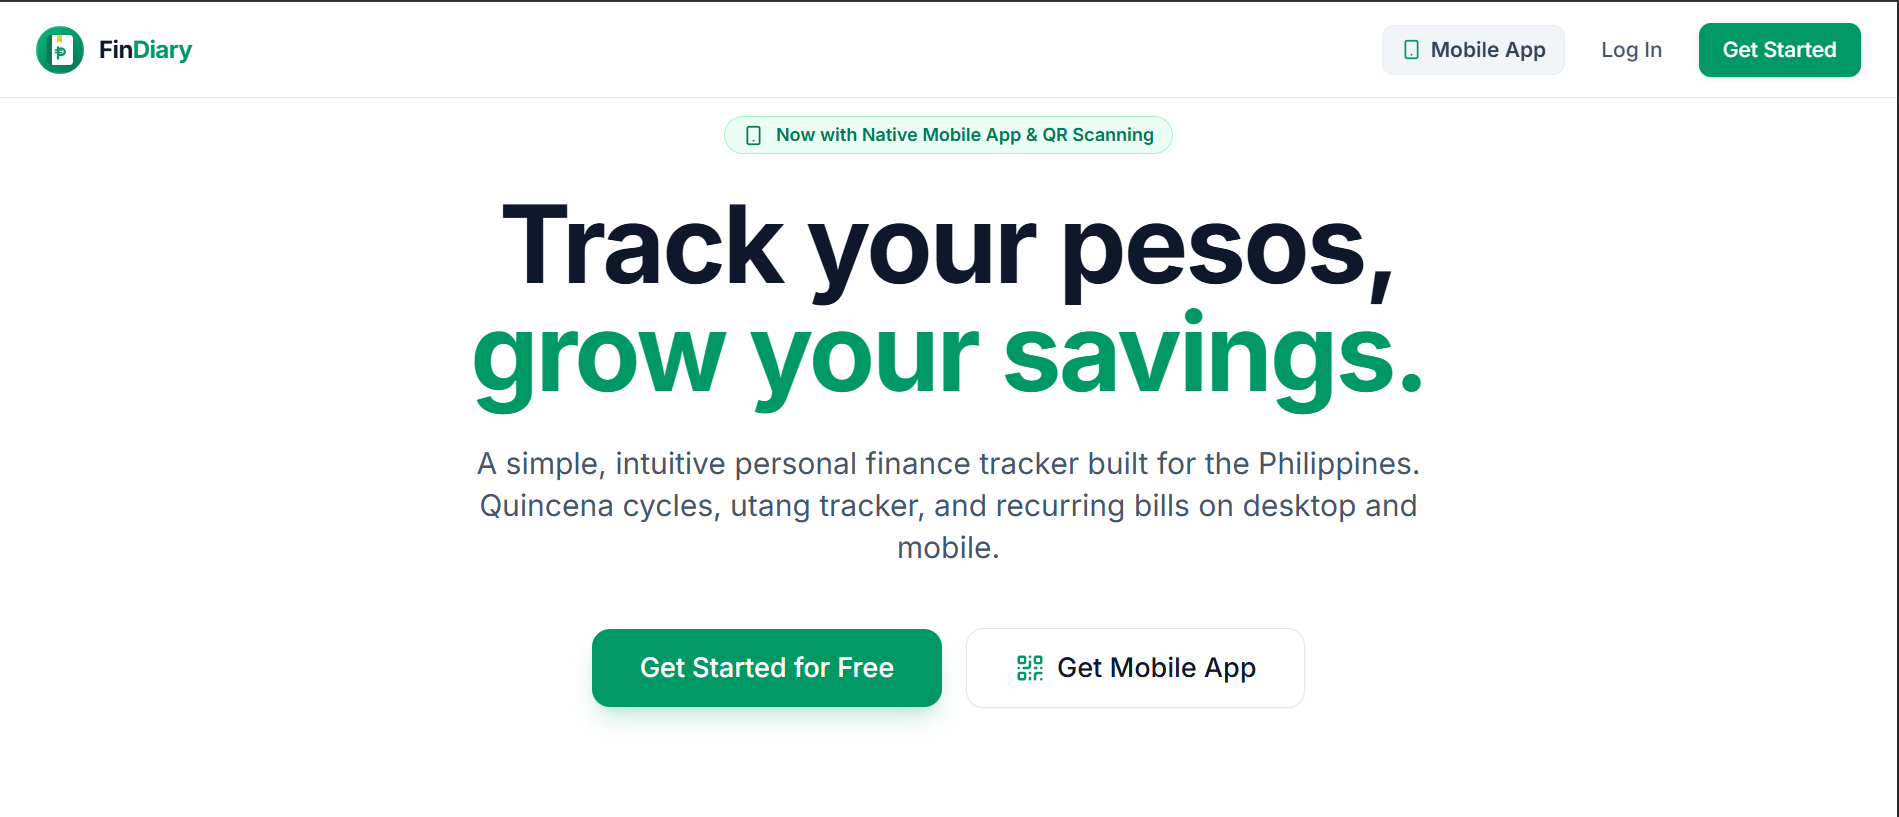 FinDiary
Mobile App
Log In
Get Started
Now with Native Mobile App & QR Scanning
Track your pesos,
grow your savings.
A simple, intuitive personal finance tracker built for the Philippines.
Quincena cycles, utang tracker, and recurring bills on desktop and
mobile.
Get Started for Free
Get Mobile App